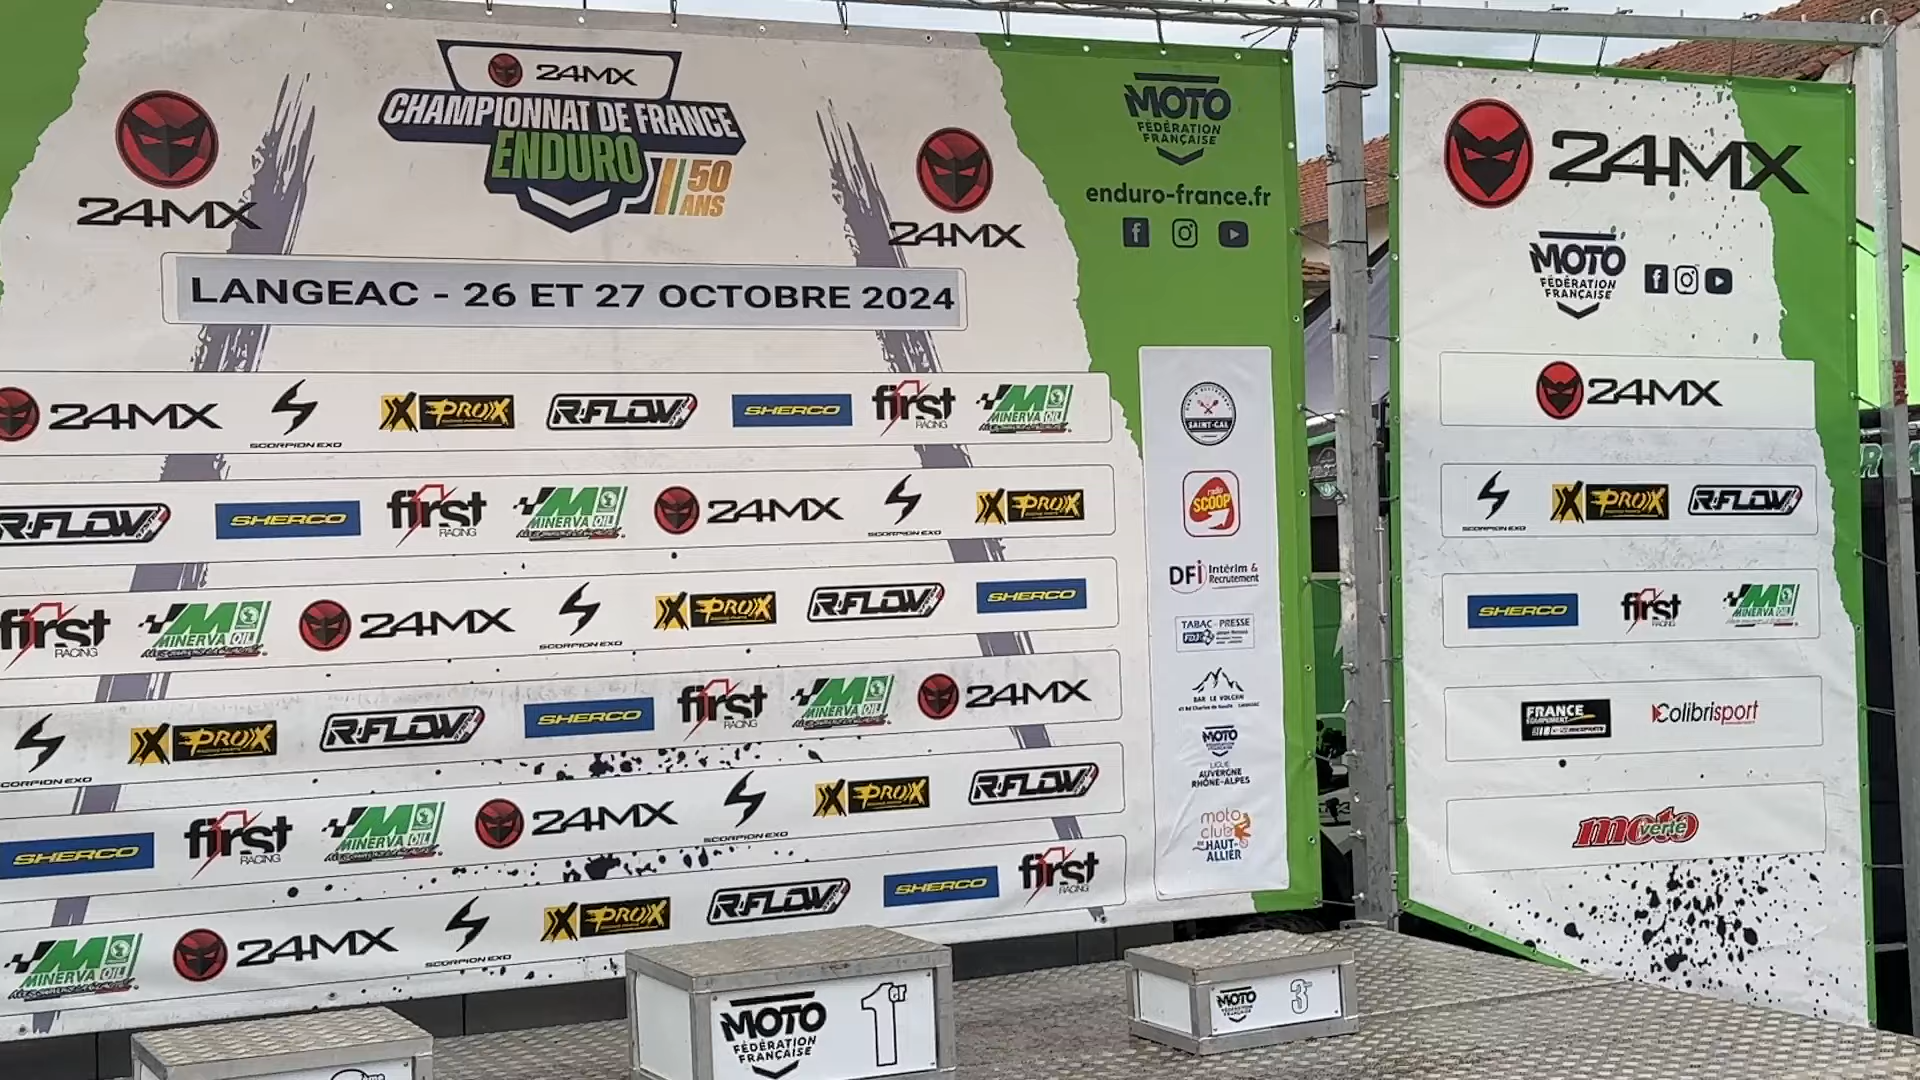 24MX
CHAMPIONNAT DE FRANCE
ENDURO
50
ANS
24MX
24MX
LANGEAC - 26 ET 27 OCTOBRE 2024
MOTO
FÉDÉRATION
FRANÇAISE
enduro-france.fr
24MX SCORPION EXO PROX R-FLOW SHERCO first RACING MINERVA OIL
R-FLOW SHERCO first RACING MINERVA OIL 24MX SCORPION EXO PROX
first RACING MINERVA OIL 24MX SCORPION EXO PROX R-FLOW SHERCO
SCORPION EXO PROX R-FLOW SHERCO first RACING MINERVA OIL 24MX
SHERCO first RACING MINERVA OIL 24MX SCORPION EXO PROX R-FLOW
MINERVA OIL 24MX SCORPION EXO PROX R-FLOW SHERCO first RACING
SAINT-GAL
radio
SCOOP
DFi Intérim &
Recrutement
TABAC - PRESSE
FDJ
BAR LE VOLCAN
MOTO
LIGUE
AUVERGNE
RHÔNE-ALPES
moto
club
DU HAUT-
ALLIER
24MX
MOTO
FÉDÉRATION
FRANÇAISE
24MX
SCORPION EXO PROX R-FLOW
SHERCO first RACING MINERVA OIL
FRANCE
EQUIPEMENT
Colibrisport
moto verte
MOTO
FÉDÉRATION
FRANÇAISE
1er
MOTO
FÉDÉRATION
FRANÇAISE
3
ème